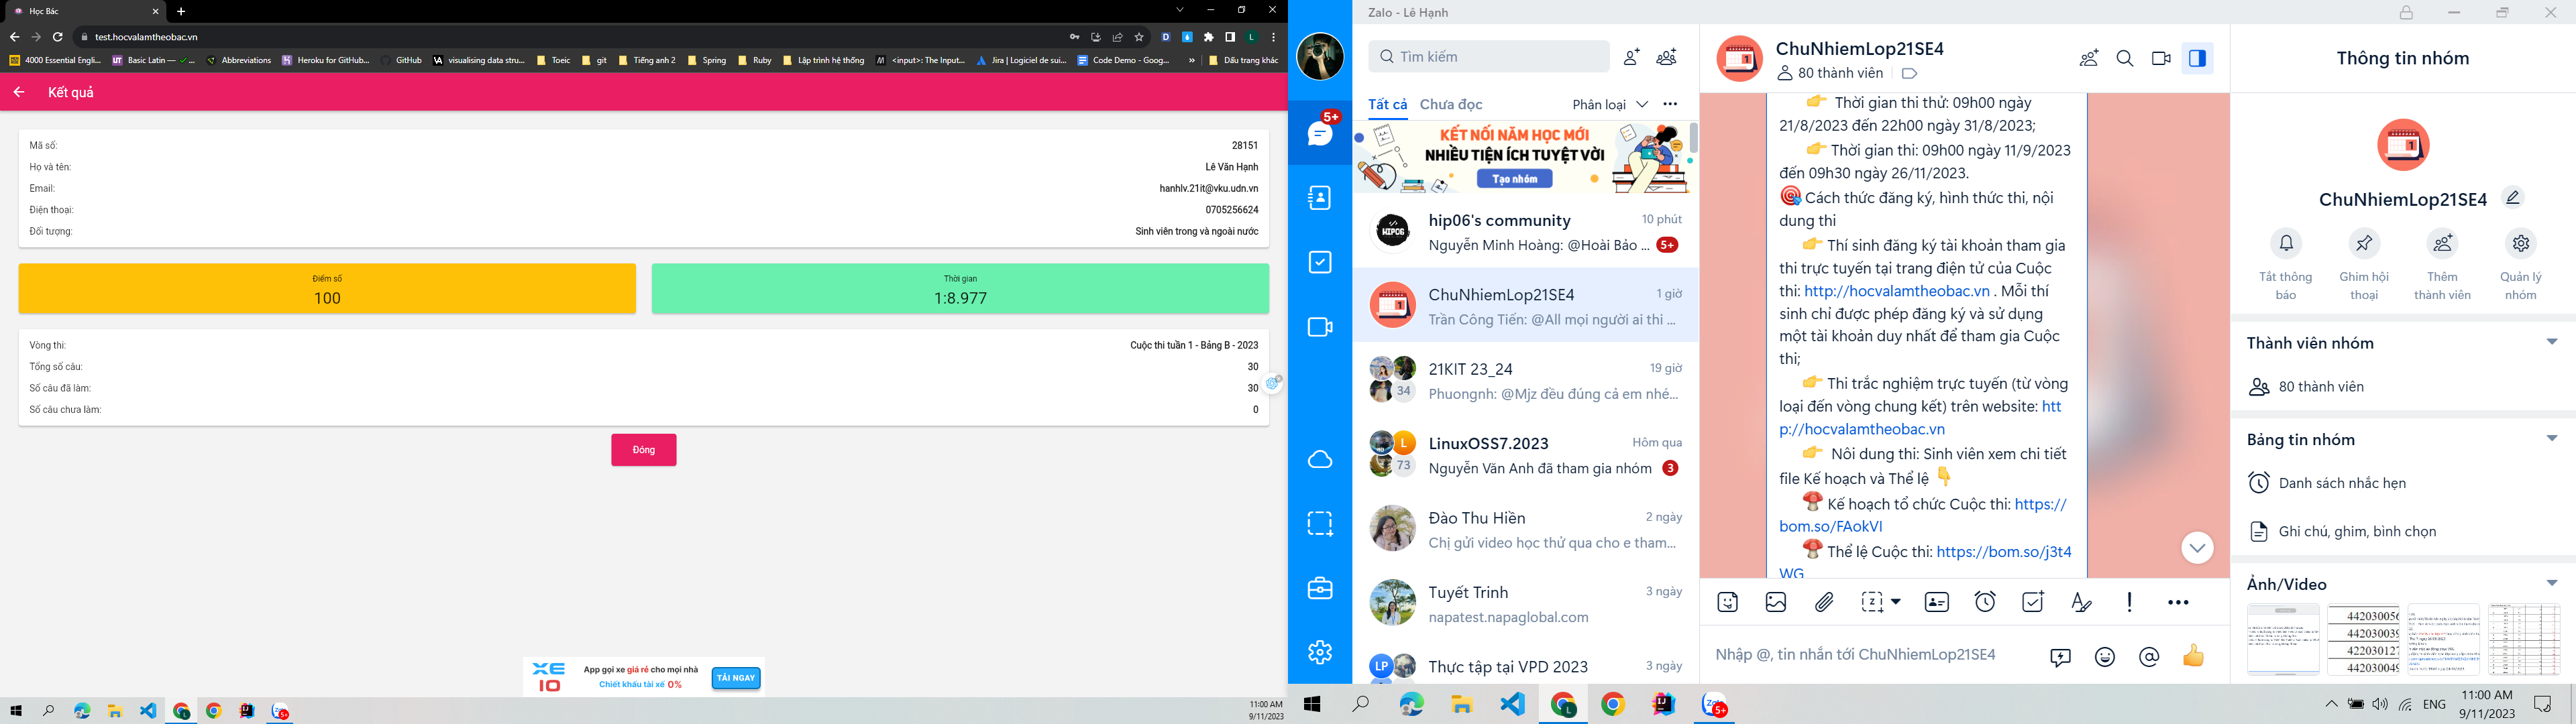 Học Bác
test.hocvalamtheobac.vn
4000 Essential Engli...
Basic Latin — ✓ ...
Abbreviations
Heroku for GitHub...
GitHub
visualising data stru...
Toeic
git
Tiếng anh 2
Spring
Ruby
Lập trình hệ thống
<input>: The Input...
Jira | Logiciel de sui...
Code Demo - Goog...
»
Dấu trang khác
Kết quả
Mã số: 28151
Họ và tên: Lê Văn Hạnh
Email: hanhlv.21it@vku.udn.vn
Điện thoại: 0705256624
Đối tượng: Sinh viên trong và ngoài nước
Điểm số
100
Thời gian
1:8.977
Vòng thi: Cuộc thi tuần 1 - Bảng B - 2023
Tổng số câu: 30
Số câu đã làm: 30
Số câu chưa làm: 0
Đóng
XE IO
App gọi xe giá rẻ cho mọi nhà
Chiết khấu tài xế 0%
TẢI NGAY
11:00 AM
9/11/2023
Zalo - Lê Hạnh
5+
Tìm kiếm
Tất cả Chưa đọc Phân loại
KẾT NỐI NĂM HỌC MỚI
NHIỀU TIỆN ÍCH TUYỆT VỜI
Tạo nhóm
hip06's community 10 phút
Nguyễn Minh Hoàng: @Hoài Bảo ... 5+
ChuNhiemLop21SE4 1 giờ
Trần Công Tiến: @All mọi người ai thi ...
21KIT 23_24 19 giờ
34
Phuongnh: @Mjz đều đúng cả em nhé...
LinuxOSS7.2023 Hôm qua
L
73
Nguyễn Văn Anh đã tham gia nhóm 3
Đào Thu Hiền 2 ngày
Chị gửi video học thử qua cho e tham...
Tuyết Trinh 3 ngày
napatest.napaglobal.com
LP
Thực tập tại VPD 2023 3 ngày
ChuNhiemLop21SE4
80 thành viên
👉 Thời gian thi thử: 09h00 ngày
21/8/2023 đến 22h00 ngày 31/8/2023;
👉 Thời gian thi: 09h00 ngày 11/9/2023
đến 09h30 ngày 26/11/2023.
🎯 Cách thức đăng ký, hình thức thi, nội
dung thi
👉 Thí sinh đăng ký tài khoản tham gia
thi trực tuyến tại trang điện tử của Cuộc
thi: http://hocvalamtheobac.vn . Mỗi thí
sinh chỉ được phép đăng ký và sử dụng
một tài khoản duy nhất để tham gia Cuộc
thi;
👉 Thi trắc nghiệm trực tuyến (từ vòng
loại đến vòng chung kết) trên website: htt
p://hocvalamtheobac.vn
👉 Nôi dung thi: Sinh viên xem chi tiết
file Kế hoạch và Thể lệ 👇
🍄 Kế hoạch tổ chức Cuộc thi: https://
bom.so/FAokVI
🍄 Thể lệ Cuộc thi: https://bom.so/j3t4
WG
Nhập @, tin nhắn tới ChuNhiemLop21SE4
Thông tin nhóm
ChuNhiemLop21SE4
Tắt thông
báo
Ghim hội
thoại
Thêm
thành viên
Quản lý
nhóm
Thành viên nhóm
80 thành viên
Bảng tin nhóm
Danh sách nhắc hẹn
Ghi chú, ghim, bình chọn
Ảnh/Video
442030056
442030039
422030127
442030049
ENG
11:00 AM
9/11/2023